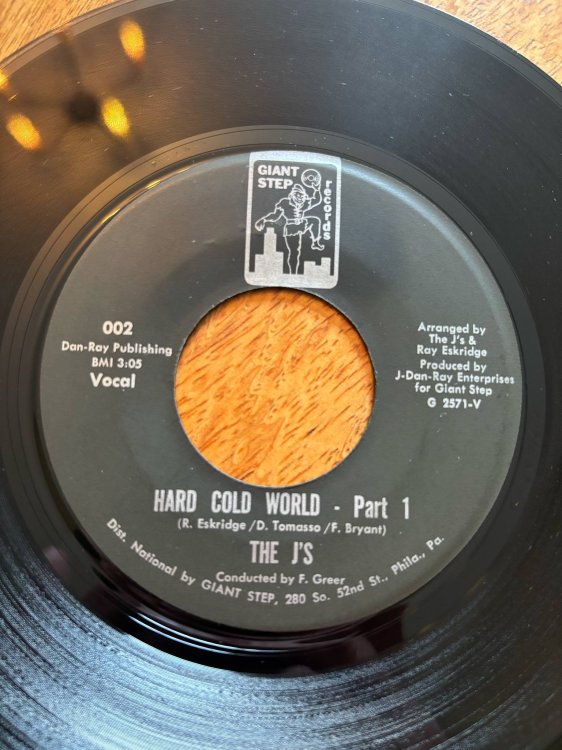 GIANT
STEP
records
002
Dan-Ray Publishing
BMI 3:05
Vocal
Arranged by
The J's &
Ray Eskridge
Produced by
J-Dan-Ray Enterprises
for Giant Step
G 2571-V
HARD COLD WORLD - Part 1
(R. Eskridge/D. Tomasso/F. Bryant)
THE J'S
Conducted by F. Greer
Dist. National by GIANT STEP, 280 So. 52nd St., Phila., Pa.